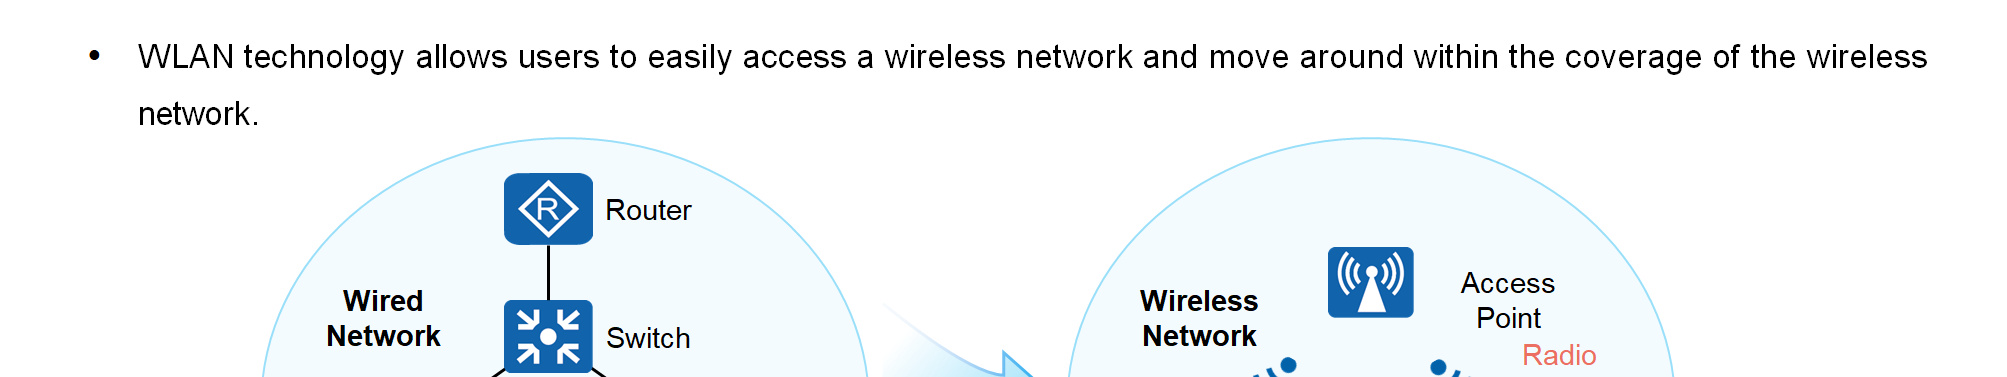 • WLAN technology allows users to easily access a wireless network and move around within the coverage of the wireless
network.
R
Router
Wired
Network
Switch
Wireless
Network
Access
Point
Radio